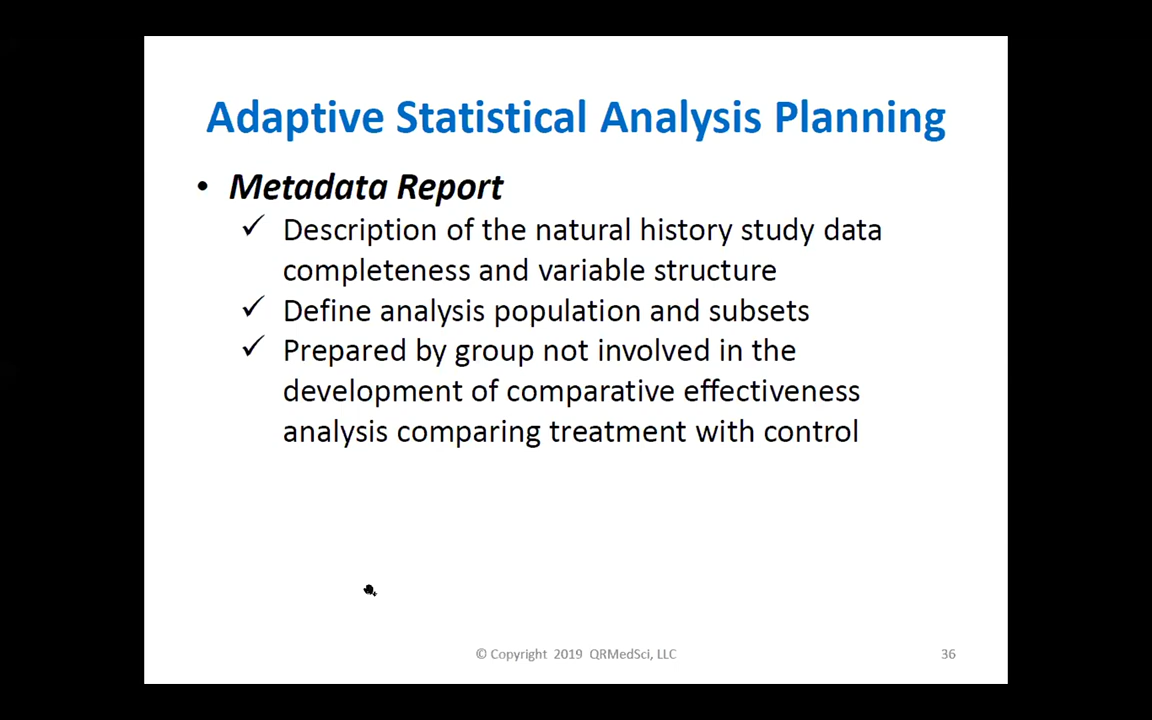 Adaptive Statistical Analysis Planning
• Metadata Report
✓ Description of the natural history study data
completeness and variable structure
✓ Define analysis population and subsets
✓ Prepared by group not involved in the
development of comparative effectiveness
analysis comparing treatment with control
© Copyright 2019 QRMedSci, LLC
36